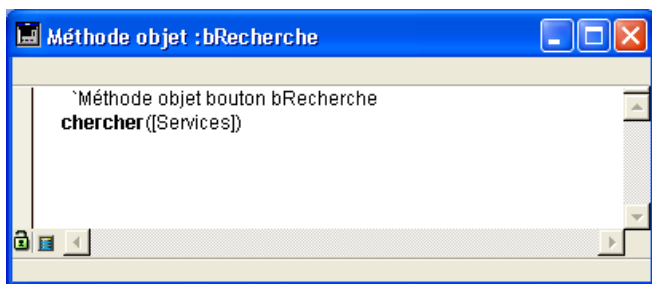 Méthode objet :bRecherche
`Méthode objet bouton bRecherche
chercher([Services])